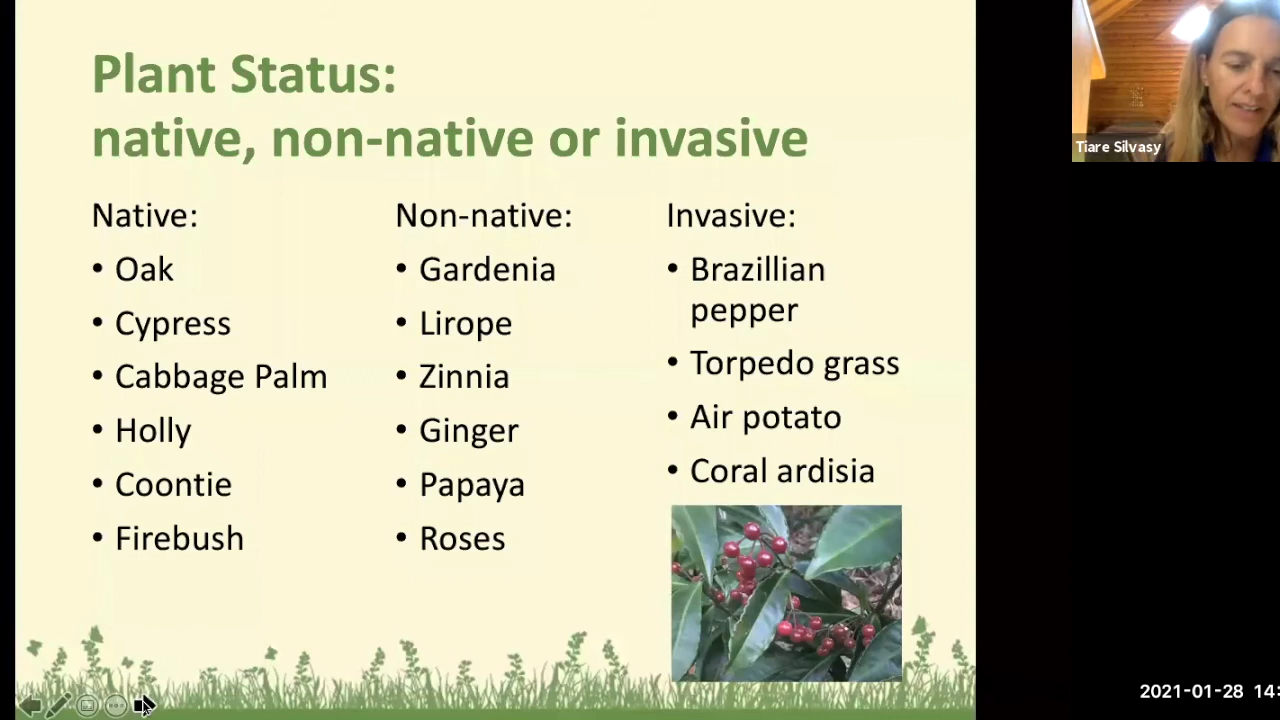 Plant Status:
native, non-native or invasive
Native:
• Oak
• Cypress
• Cabbage Palm
• Holly
• Coontie
• Firebush
Non-native:
• Gardenia
• Lirope
• Zinnia
• Ginger
• Papaya
• Roses
Invasive:
• Brazillian
pepper
• Torpedo grass
• Air potato
• Coral ardisia
Tiare Silvasy
2021-01-28 14: